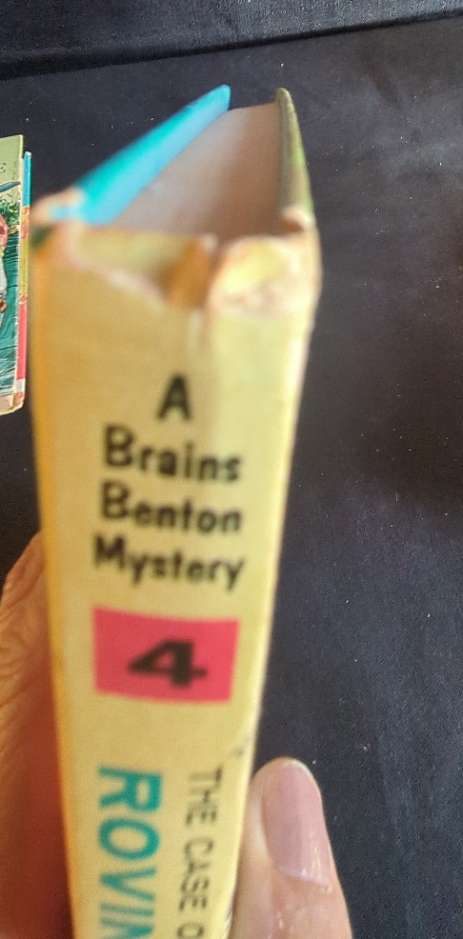 A
Brains
Benton
Mystery
4
THE CASE O
ROVIN